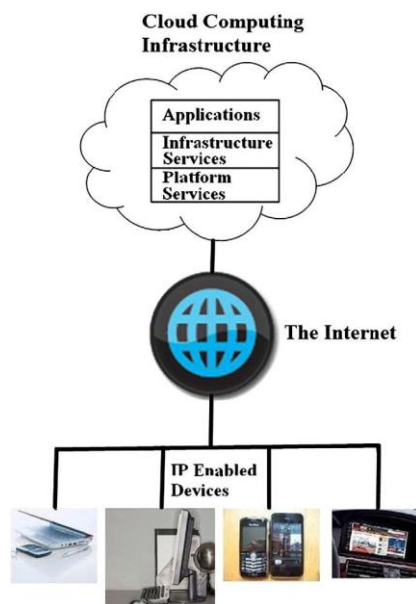 Cloud Computing
Infrastructure
Applications
Infrastructure
Services
Platform
Services
The Internet
IP Enabled
Devices